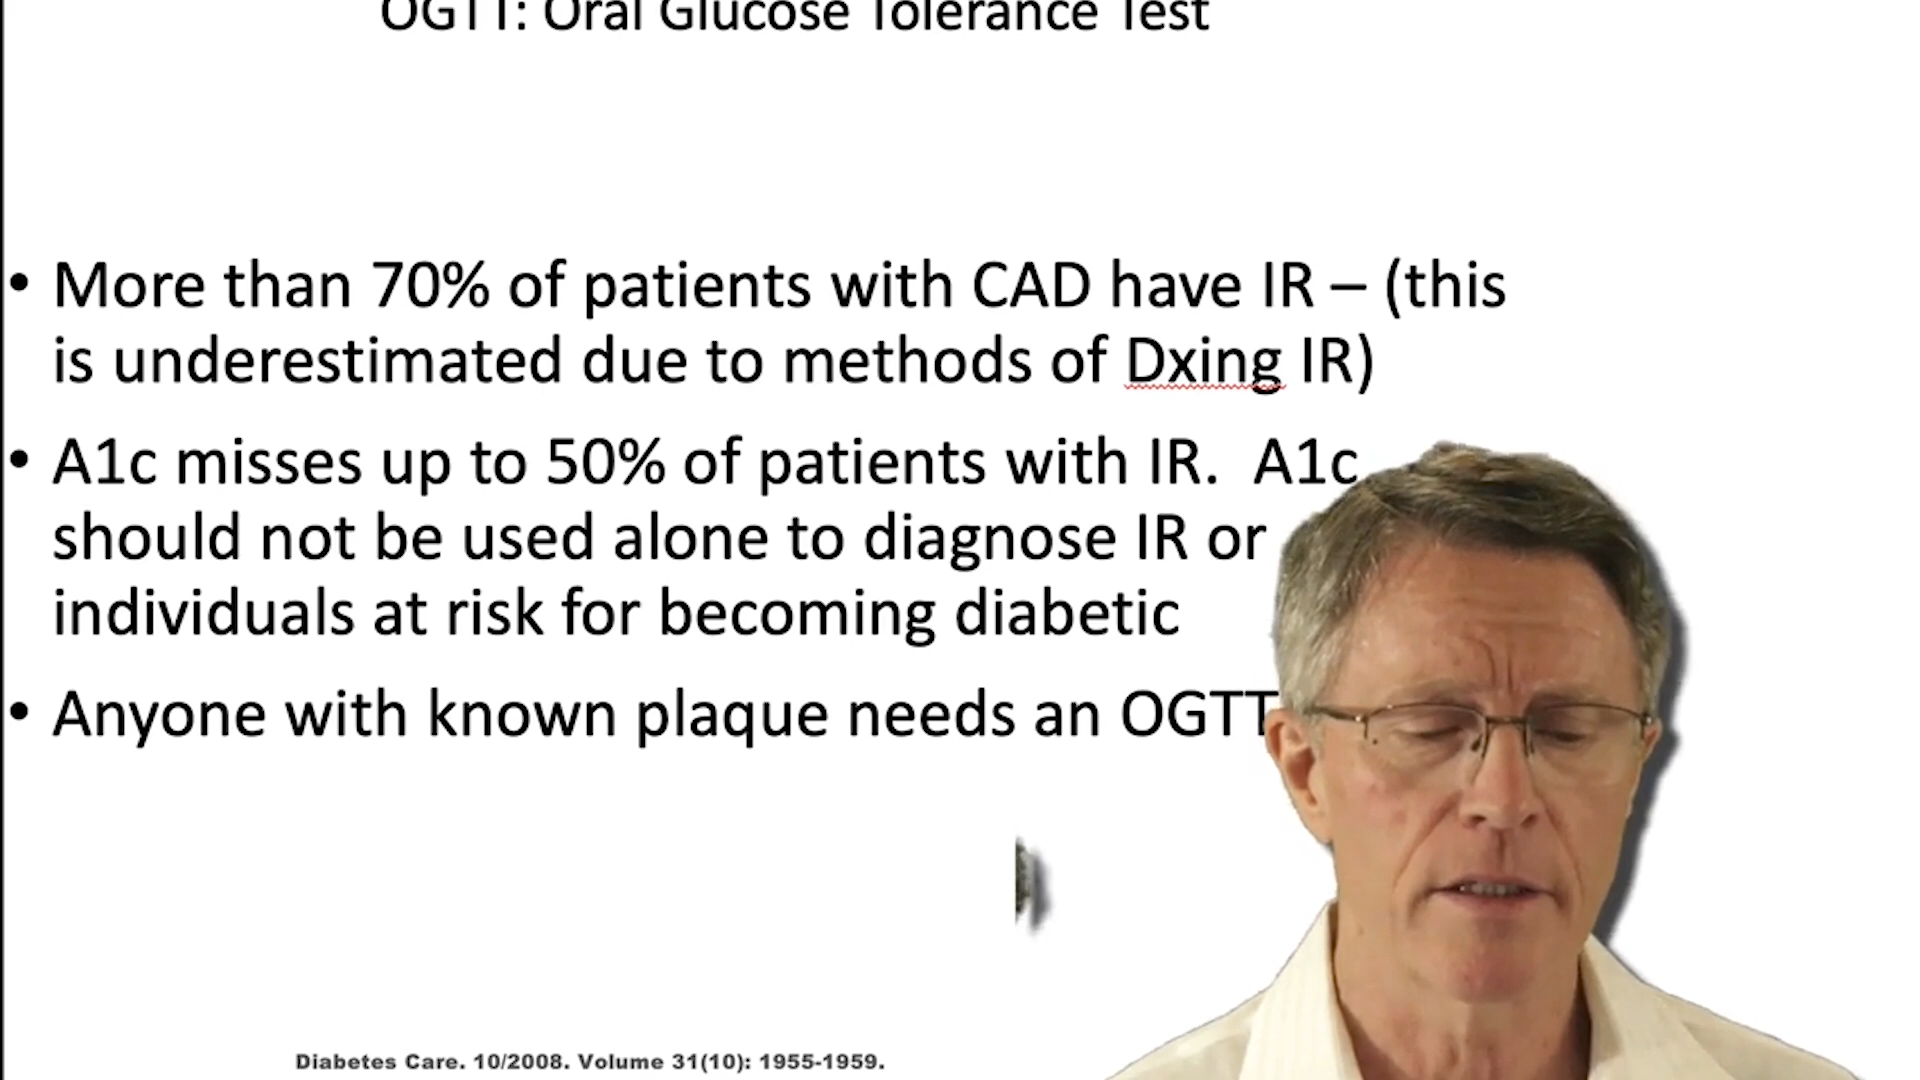 OGTT: Oral Glucose Tolerance Test
• More than 70% of patients with CAD have IR – (this
is underestimated due to methods of Dxing IR)
• A1c misses up to 50% of patients with IR. A1c
should not be used alone to diagnose IR or
individuals at risk for becoming diabetic
• Anyone with known plaque needs an OGTT
Diabetes Care. 10/2008. Volume 31(10): 1955-1959.